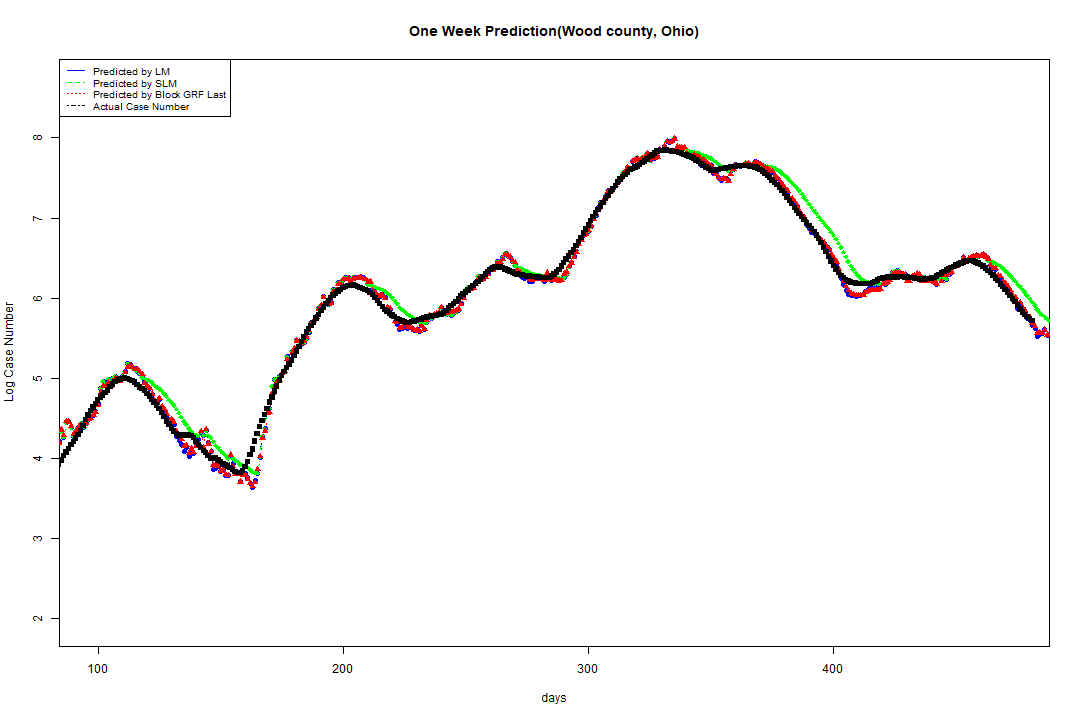 One Week Prediction(Wood county, Ohio)
Predicted by LM
Predicted by SLM
Predicted by Block GRF Last
Actual Case Number
8
7
6
5
4
3
2
Log Case Number
100 200 300 400
days